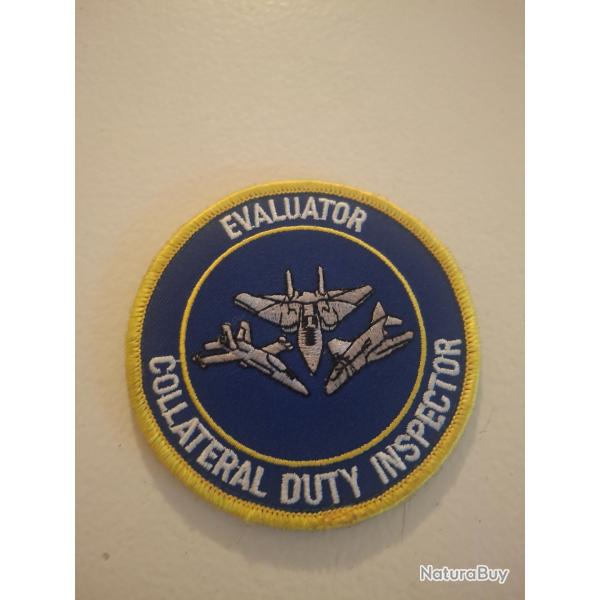 EVALUATOR
COLLATERAL DUTY INSPECTOR
NaturaBuy